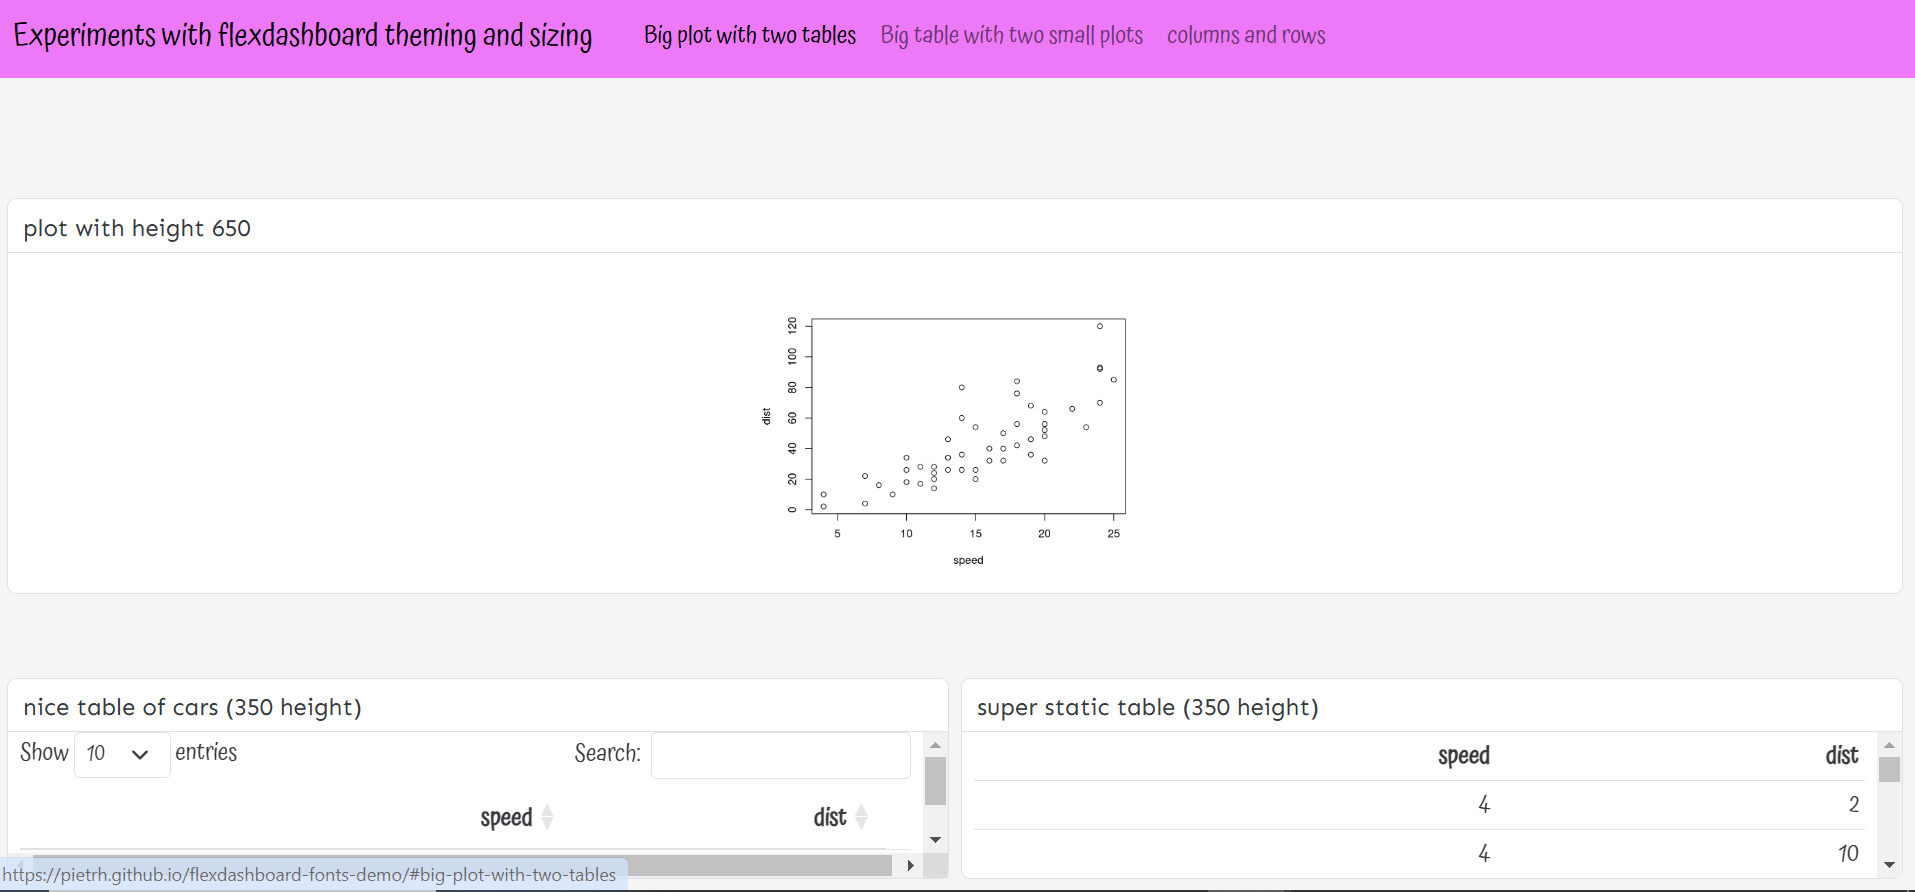 Experiments with flexdashboard theming and sizing Big plot with two tables Big table with two small plots columns and rows
plot with height 650
120
100
80
60
40
20
0
dist
5 10 15 20 25
speed
nice table of cars (350 height)
Show 10 entries Search:
speed dist
super static table (350 height)
speed dist
4 2
4 10
https://pietrh.github.io/flexdashboard-fonts-demo/#big-plot-with-two-tables